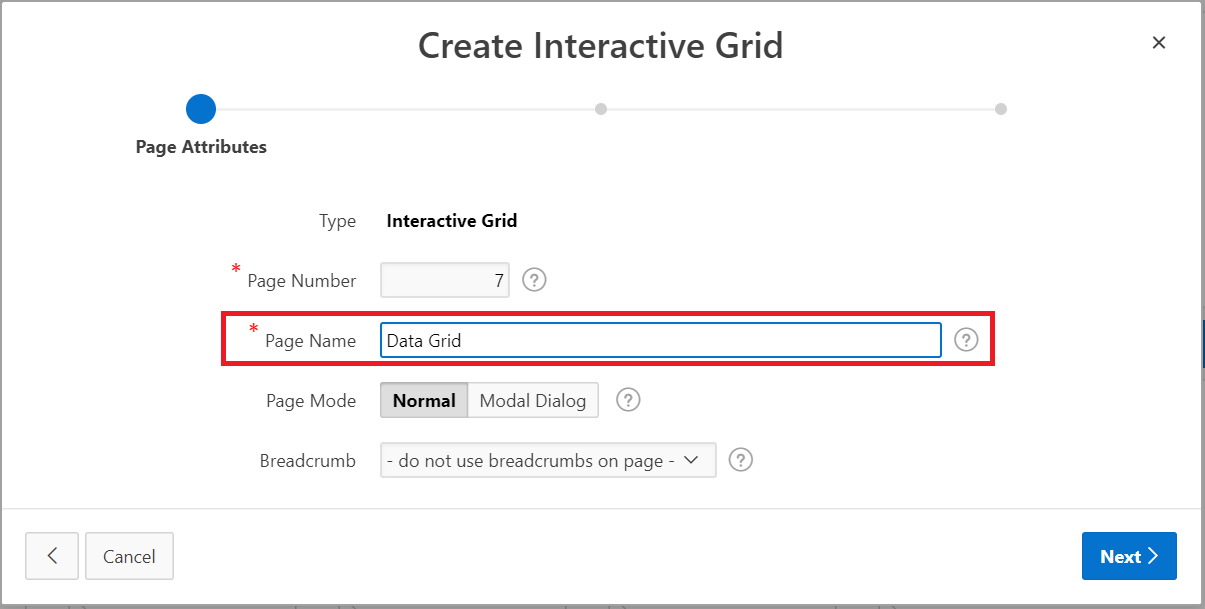 Create Interactive Grid
Page Attributes
Type Interactive Grid
* Page Number 7 ?
* Page Name Data Grid ?
Page Mode Normal Modal Dialog ?
Breadcrumb - do not use breadcrumbs on page - ?
Cancel Next